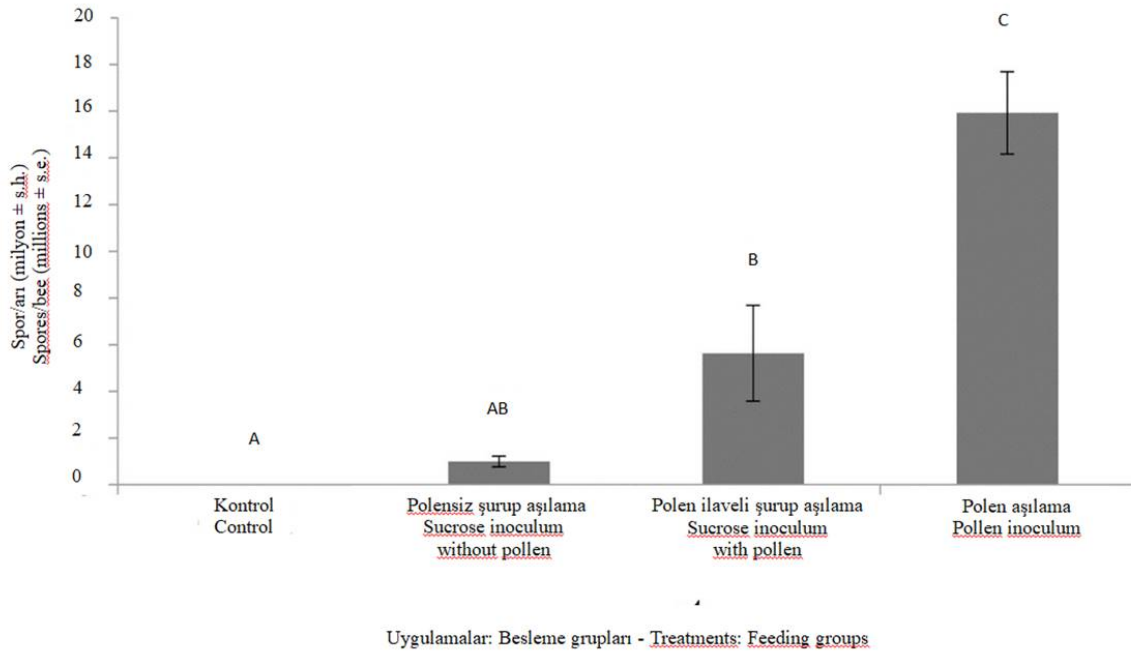 20
18
16
14
12
10
8
6
4
2
0
Spor/arı (milyon ± s.h.)
Spores/bee (millions ± s.e.)
A
AB
B
C
Kontrol
Control
Polensiz şurup aşılama
Sucrose inoculum
without pollen
Polen ilaveli şurup aşılama
Sucrose inoculum
with pollen
Polen aşılama
Pollen inoculum
Uygulamalar: Besleme grupları - Treatments: Feeding groups